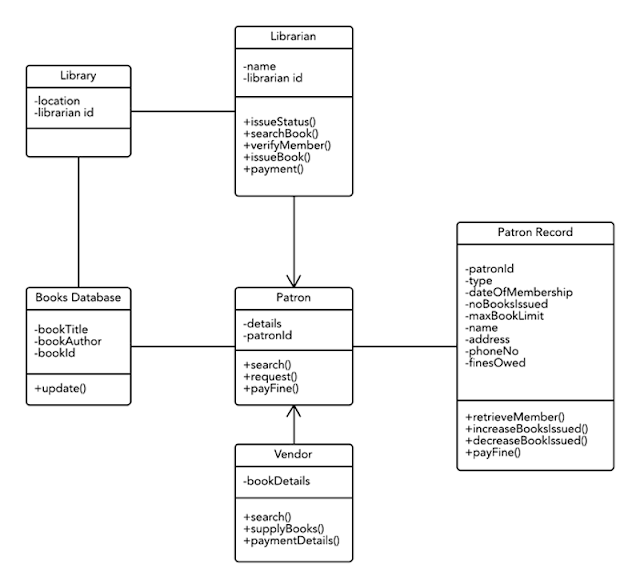 Librarian
-name
-librarian id
+issueStatus()
+searchBook()
+verifyMember()
+issueBook()
+payment()
Library
-location
-librarian id
Patron Record
-patronId
-type
-dateOfMembership
-noBooksIssued
-maxBookLimit
-name
-address
-phoneNo
-finesOwed
+retrieveMember()
+increaseBooksIssued()
+decreaseBookIssued()
+payFine()
Books Database
-bookTitle
-bookAuthor
-bookId
+update()
Patron
-details
-patronId
+search()
+request()
+payFine()
Vendor
-bookDetails
+search()
+supplyBooks()
+paymentDetails()